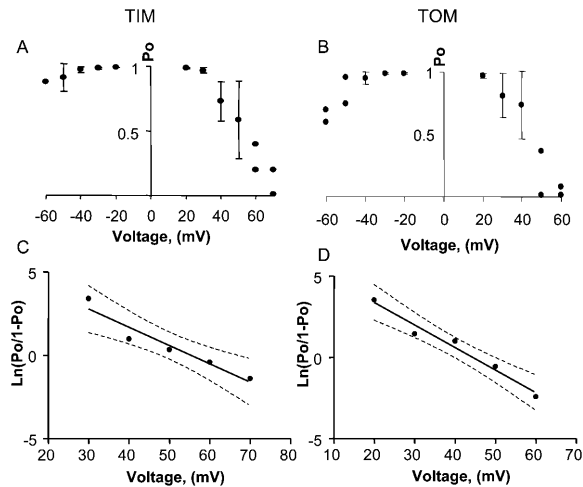 TIM
TOM
A
Po
1
0.5
-60 -40 -20 0 20 40 60
Voltage, (mV)
B
Po
1
0.5
-60 -40 -20 0 20 40 60
Voltage, (mV)
C
Ln(Po/1-Po)
5
0
-5
20 30 40 50 60 70 80
Voltage, (mV)
D
Ln(Po/1-Po)
5
0
-5
10 20 30 40 50 60 70
Voltage, (mV)